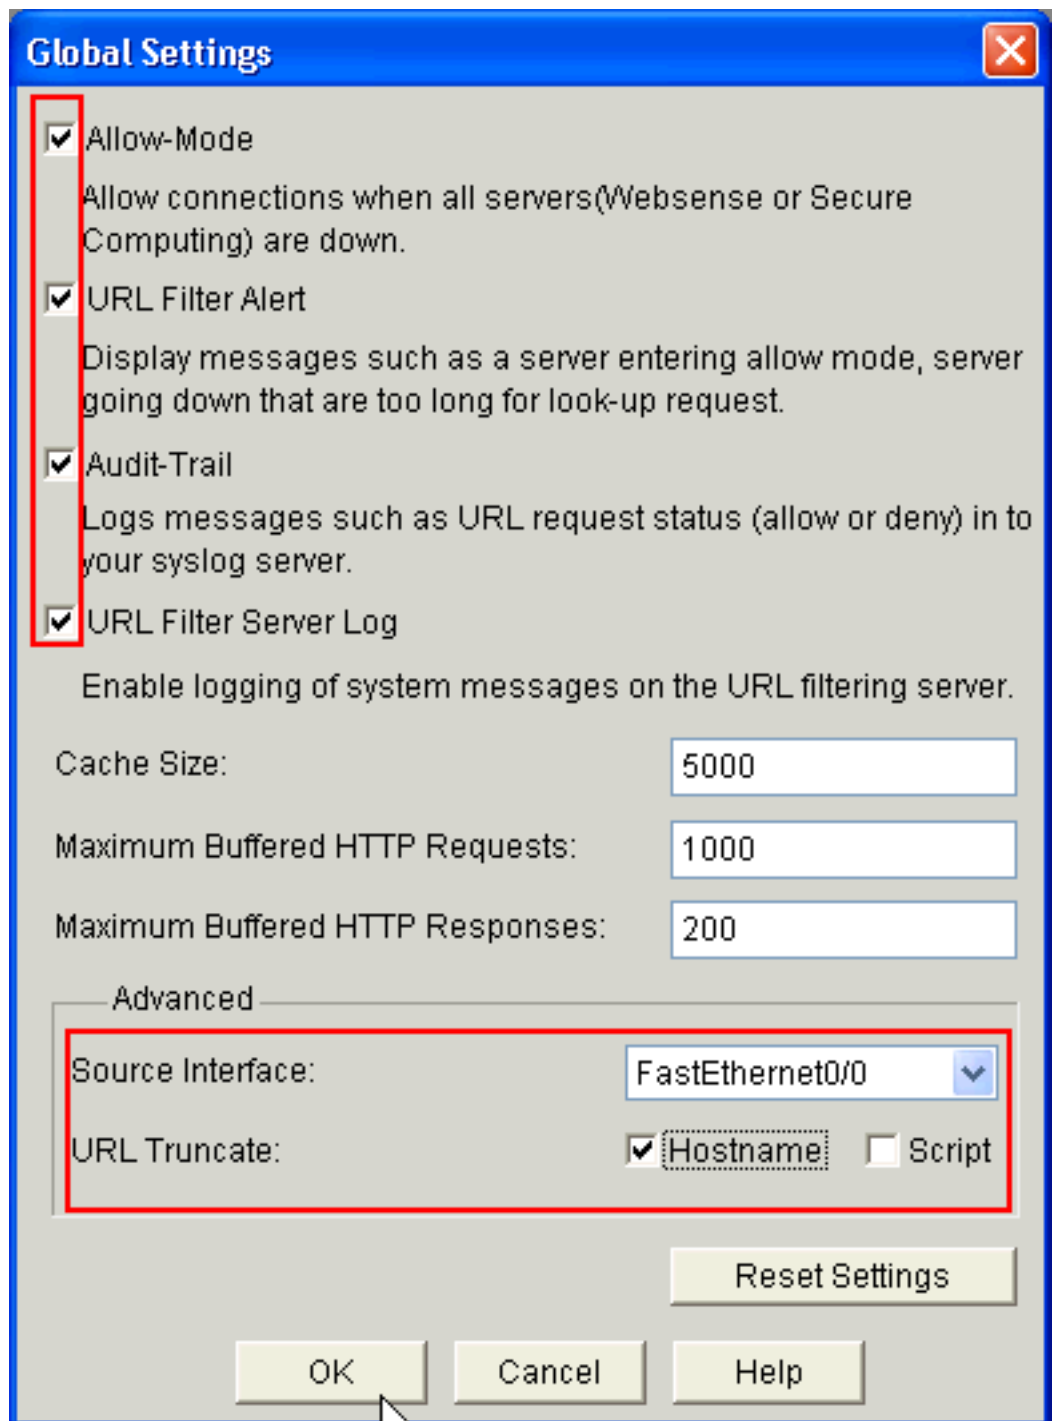 Global Settings
Allow-Mode
Allow connections when all servers(Websense or Secure
Computing) are down.
URL Filter Alert
Display messages such as a server entering allow mode, server
going down that are too long for look-up request.
Audit-Trail
Logs messages such as URL request status (allow or deny) in to
your syslog server.
URL Filter Server Log
Enable logging of system messages on the URL filtering server.
Cache Size: 5000
Maximum Buffered HTTP Requests: 1000
Maximum Buffered HTTP Responses: 200
Advanced
Source Interface: FastEthernet0/0
URL Truncate: Hostname Script
Reset Settings
OK Cancel Help